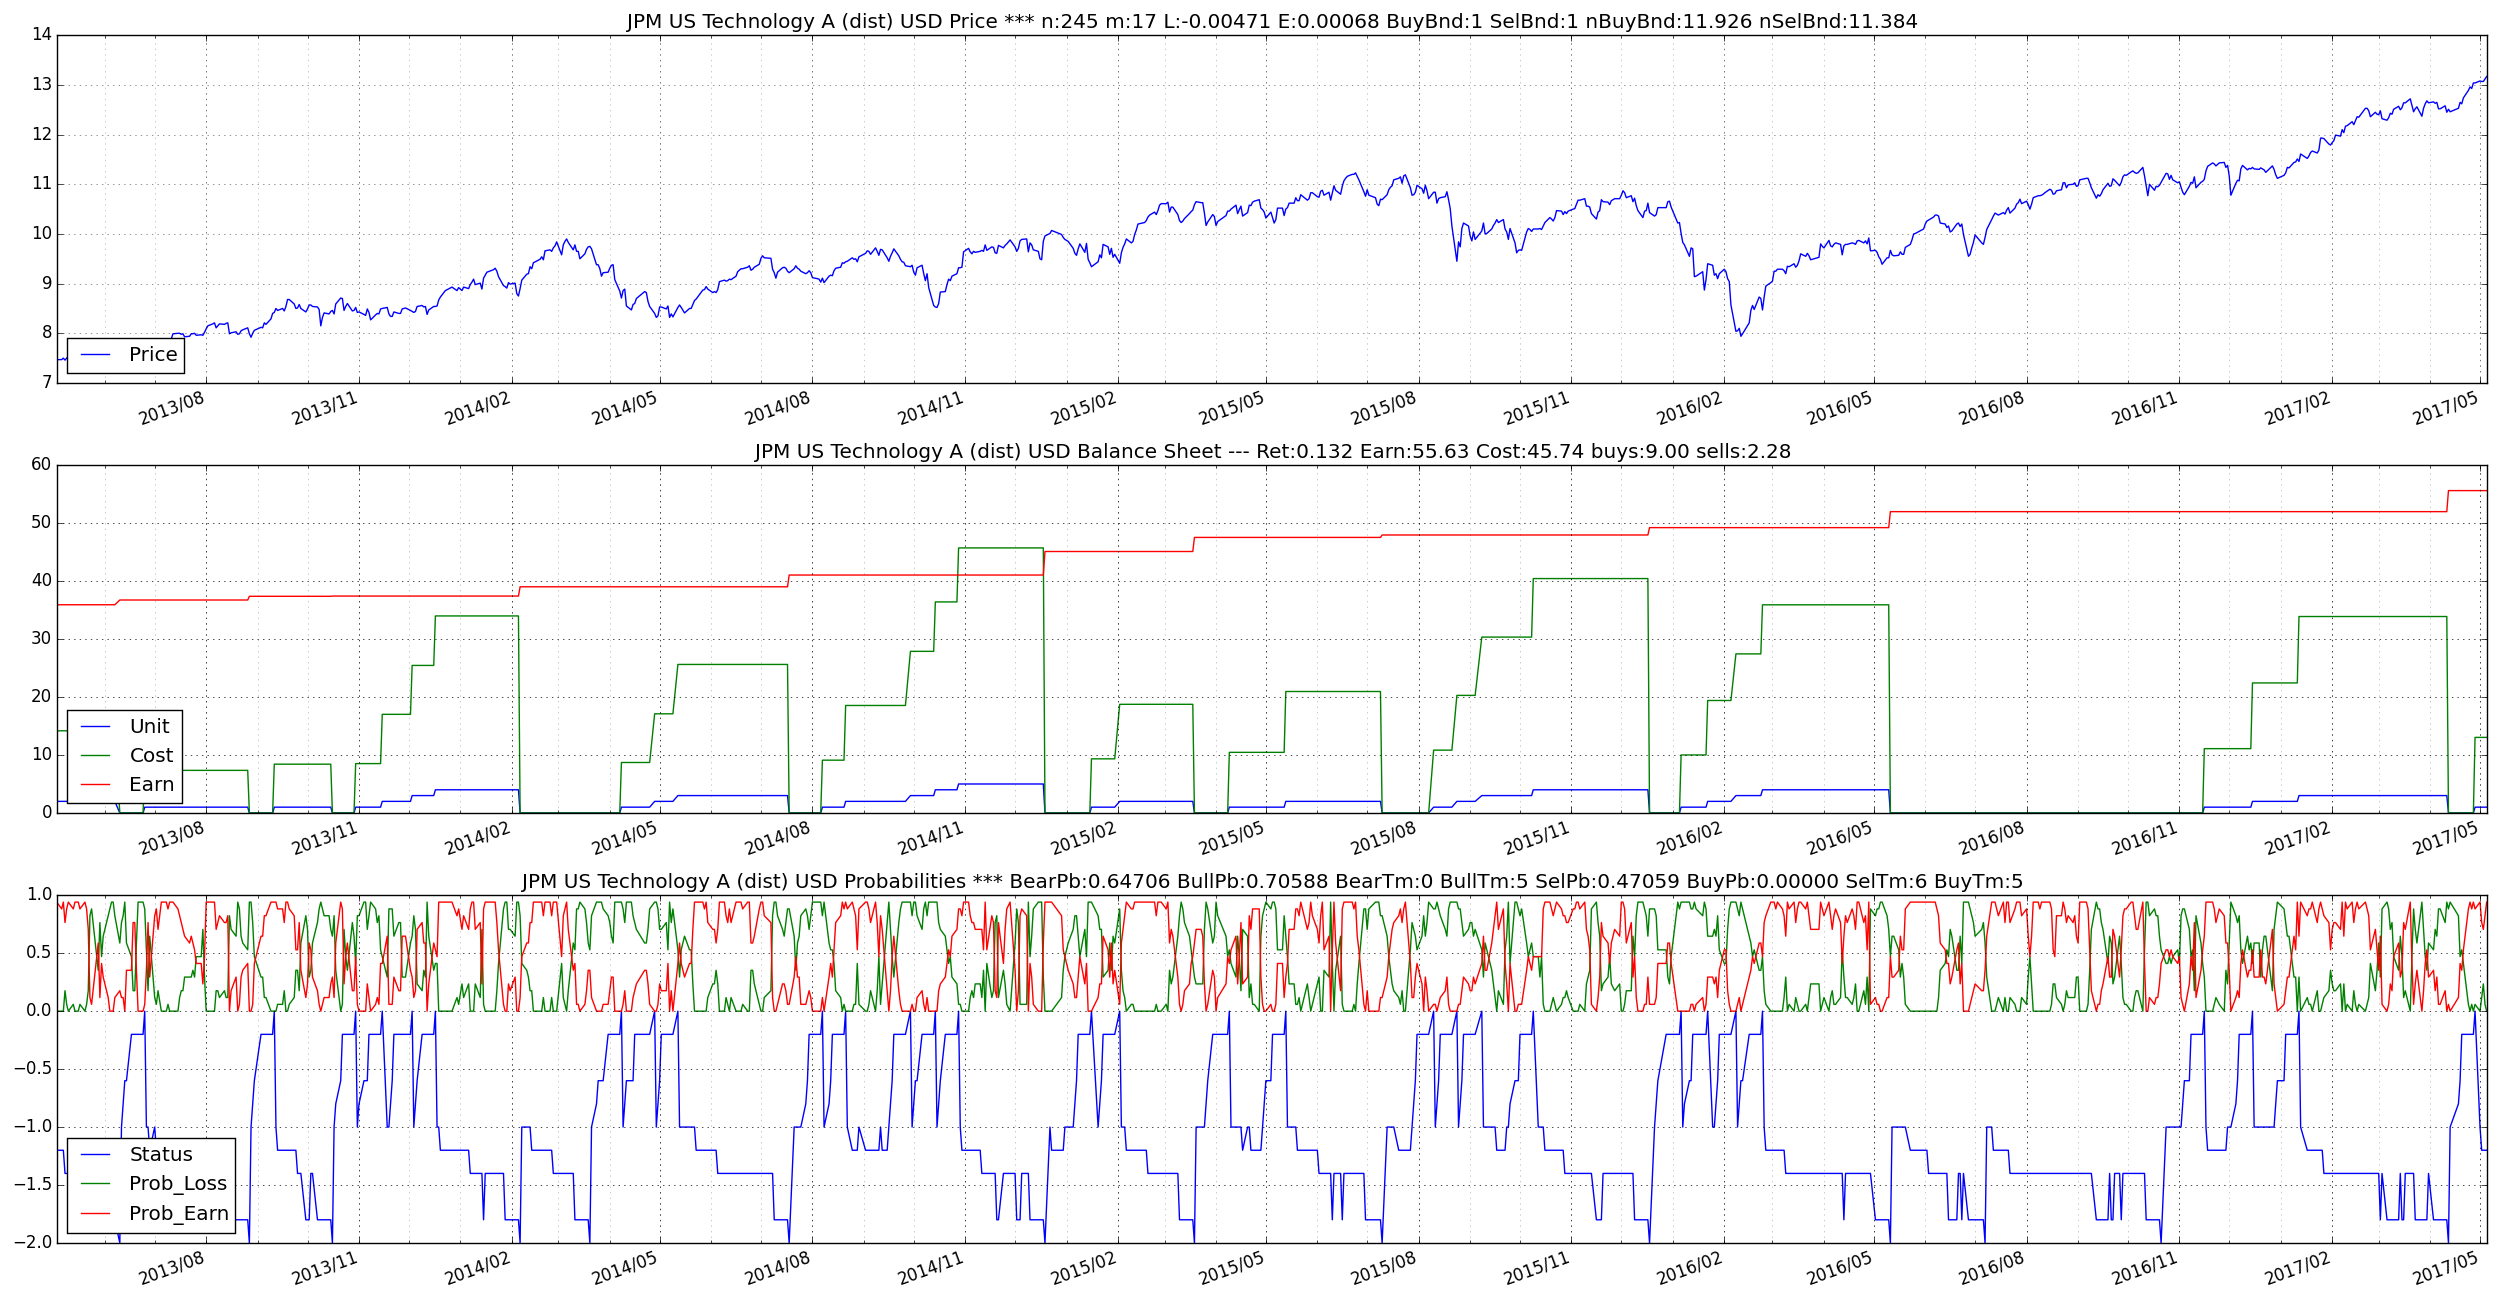 JPM US Technology A (dist) USD Price *** n:245 m:17 L:-0.00471 E:0.00068 BuyBnd:1 SelBnd:1 nBuyBnd:11.926 nSelBnd:11.384
14
13
12
11
10
9
8
7
Price
2013/08 2013/11 2014/02 2014/05 2014/08 2014/11 2015/02 2015/05 2015/08 2015/11 2016/02 2016/05 2016/08 2016/11 2017/02 2017/05
JPM US Technology A (dist) USD Balance Sheet --- Ret:0.132 Earn:55.63 Cost:45.74 buys:9.00 sells:2.28
60
50
40
30
20
10
0
Unit
Cost
Earn
2013/08 2013/11 2014/02 2014/05 2014/08 2014/11 2015/02 2015/05 2015/08 2015/11 2016/02 2016/05 2016/08 2016/11 2017/02 2017/05
JPM US Technology A (dist) USD Probabilities *** BearPb:0.64706 BullPb:0.70588 BearTm:0 BullTm:5 SelPb:0.47059 BuyPb:0.00000 SelTm:6 BuyTm:5
1.0
0.5
0.0
−0.5
−1.0
−1.5
−2.0
Status
Prob_Loss
Prob_Earn
2013/08 2013/11 2014/02 2014/05 2014/08 2014/11 2015/02 2015/05 2015/08 2015/11 2016/02 2016/05 2016/08 2016/11 2017/02 2017/05